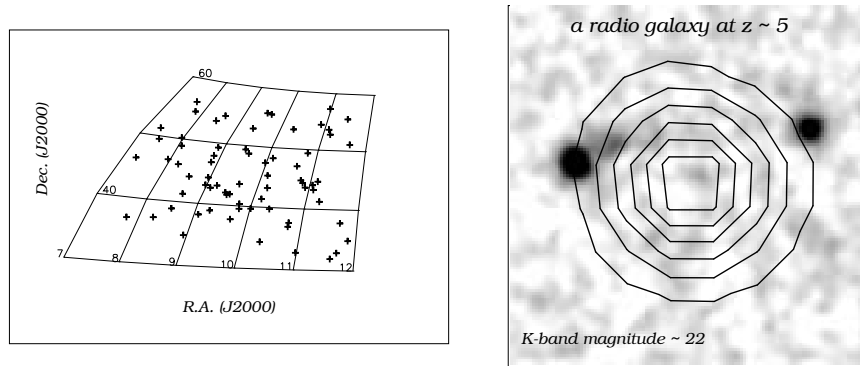 60
Dec. (J2000)
40
7
8
9
10
11
12
R.A. (J2000)
a radio galaxy at z ~ 5
K-band magnitude ~ 22